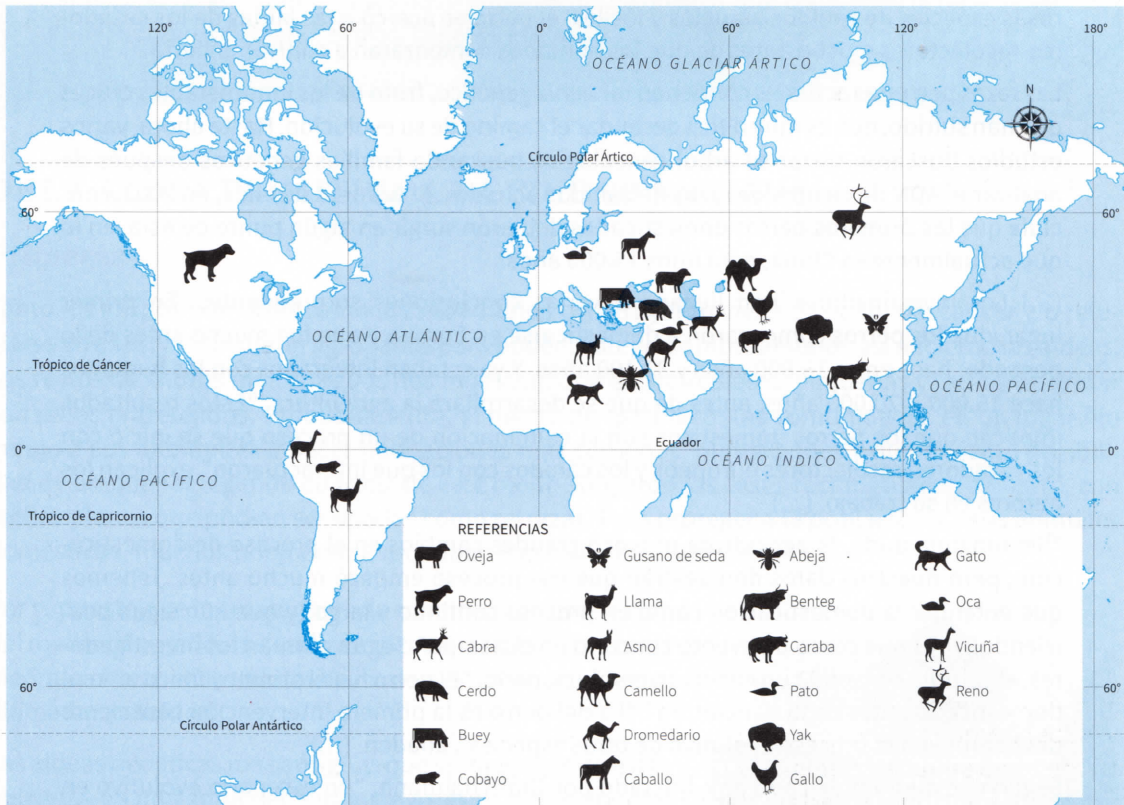 120°
60°
0°
60°
120°
180°
OCÉANO GLACIAR ÁRTICO
N
Círculo Polar Ártico
60°
60°
OCÉANO ATLÁNTICO
Trópico de Cáncer
OCÉANO PACÍFICO
0°
Ecuador
OCÉANO ÍNDICO
OCÉANO PACÍFICO
Trópico de Capricornio
REFERENCIAS
Oveja
Gusano de seda
Abeja
Gato
Perro
Llama
Benteg
Oca
Cabra
Asno
Caraba
Vicuña
Cerdo
Camello
Pato
Reno
60°
60°
Círculo Polar Antártico
Buey
Dromedario
Yak
Cobayo
Caballo
Gallo